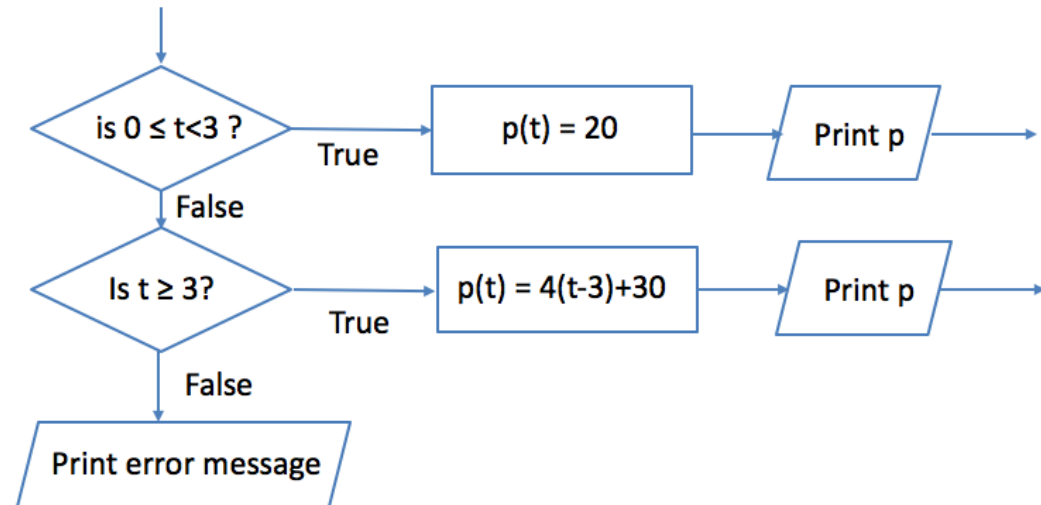 is 0 ≤ t<3 ?
True
p(t) = 20
Print p
False
Is t ≥ 3?
True
p(t) = 4(t-3)+30
Print p
False
Print error message